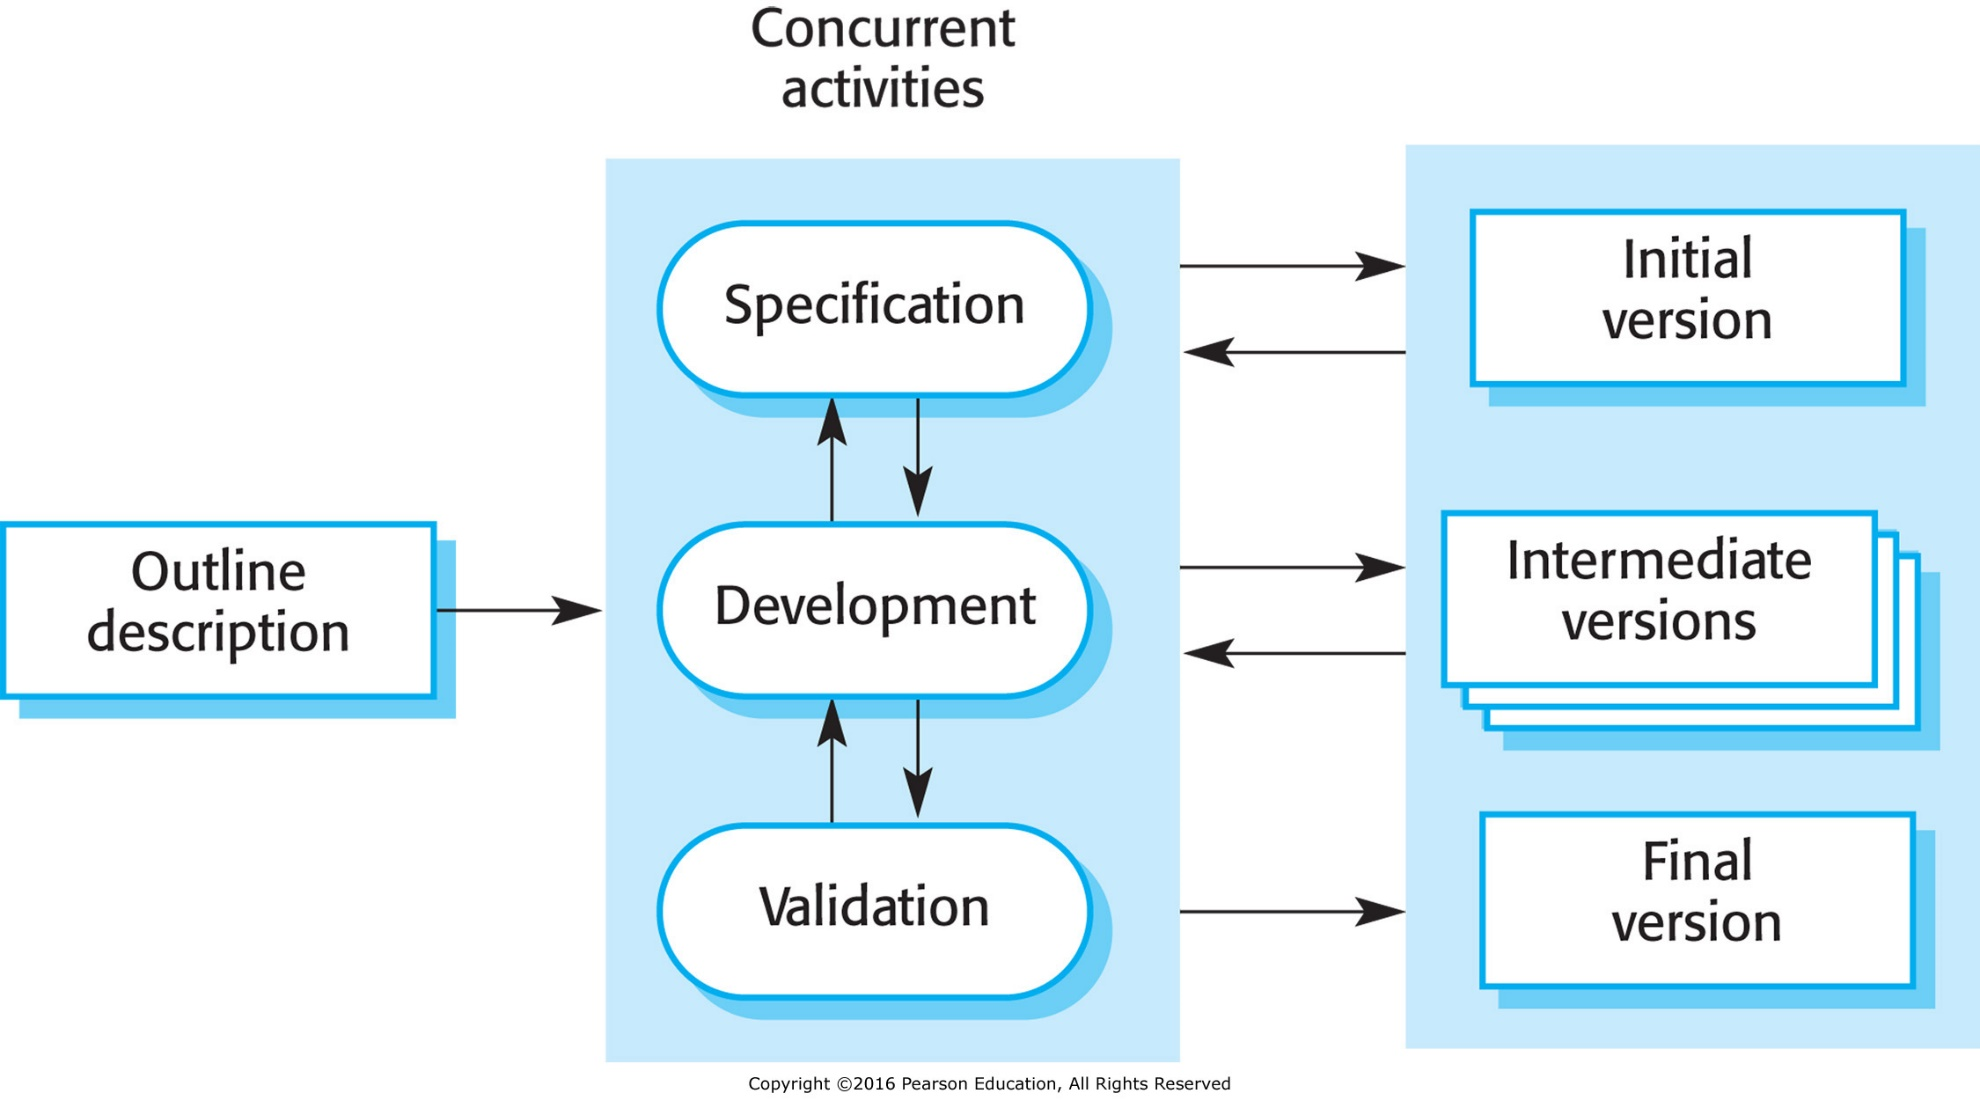 Concurrent
activities
Specification
Initial
version
Outline
description
Development
Intermediate
versions
Validation
Final
version
Copyright ©2016 Pearson Education, All Rights Reserved